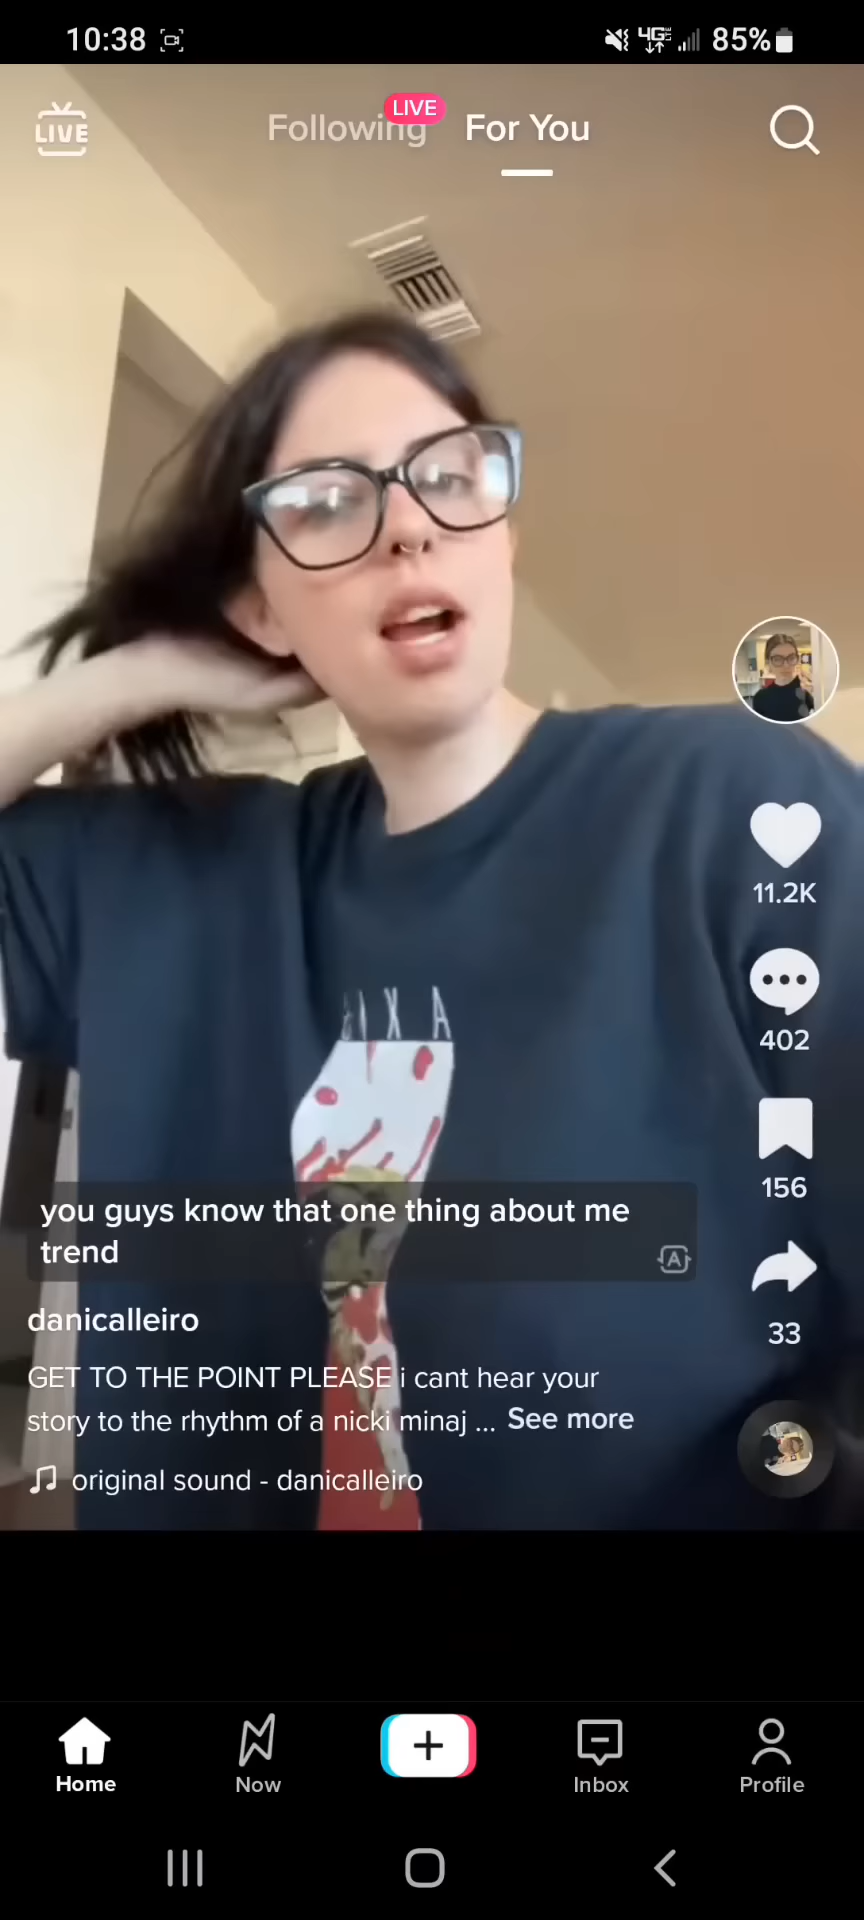 10:38
4G LTE 85%
LIVE
Following
LIVE
For You
11.2K
402
156
33
you guys know that one thing about me
trend
danicalleiro
GET TO THE POINT PLEASE i cant hear your
story to the rhythm of a nicki minaj ... See more
original sound - danicalleiro
Home
Now
Inbox
Profile